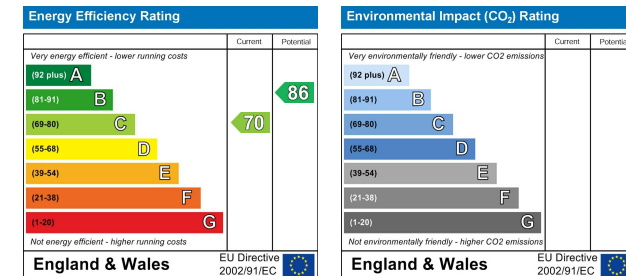 Energy Efficiency Rating
Current Potential
Very energy efficient - lower running costs
(92 plus) A
(81-91) B
86
(69-80) C
70
(55-68) D
(39-54) E
(21-38) F
(1-20) G
Not energy efficient - higher running costs
England & Wales
EU Directive
2002/91/EC
Environmental Impact (CO₂) Rating
Current Potential
Very environmentally friendly - lower CO2 emissions
(92 plus) A
(81-91) B
(69-80) C
(55-68) D
(39-54) E
(21-38) F
(1-20) G
Not environmentally friendly - higher CO2 emissions
England & Wales
EU Directive
2002/91/EC